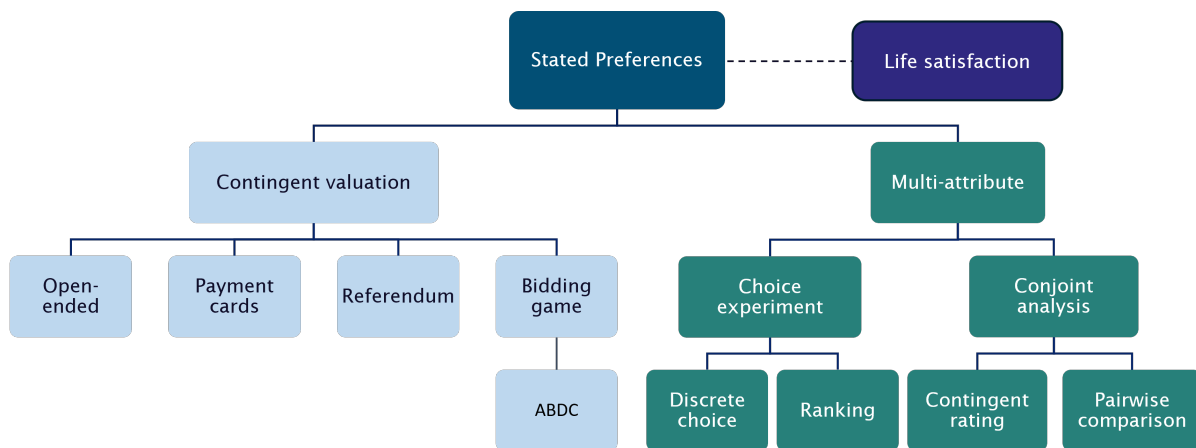 Stated Preferences
Life satisfaction
Contingent valuation
Multi-attribute
Open-
ended
Payment
cards
Referendum
Bidding
game
Choice
experiment
Conjoint
analysis
ABDC
Discrete
choice
Ranking
Contingent
rating
Pairwise
comparison